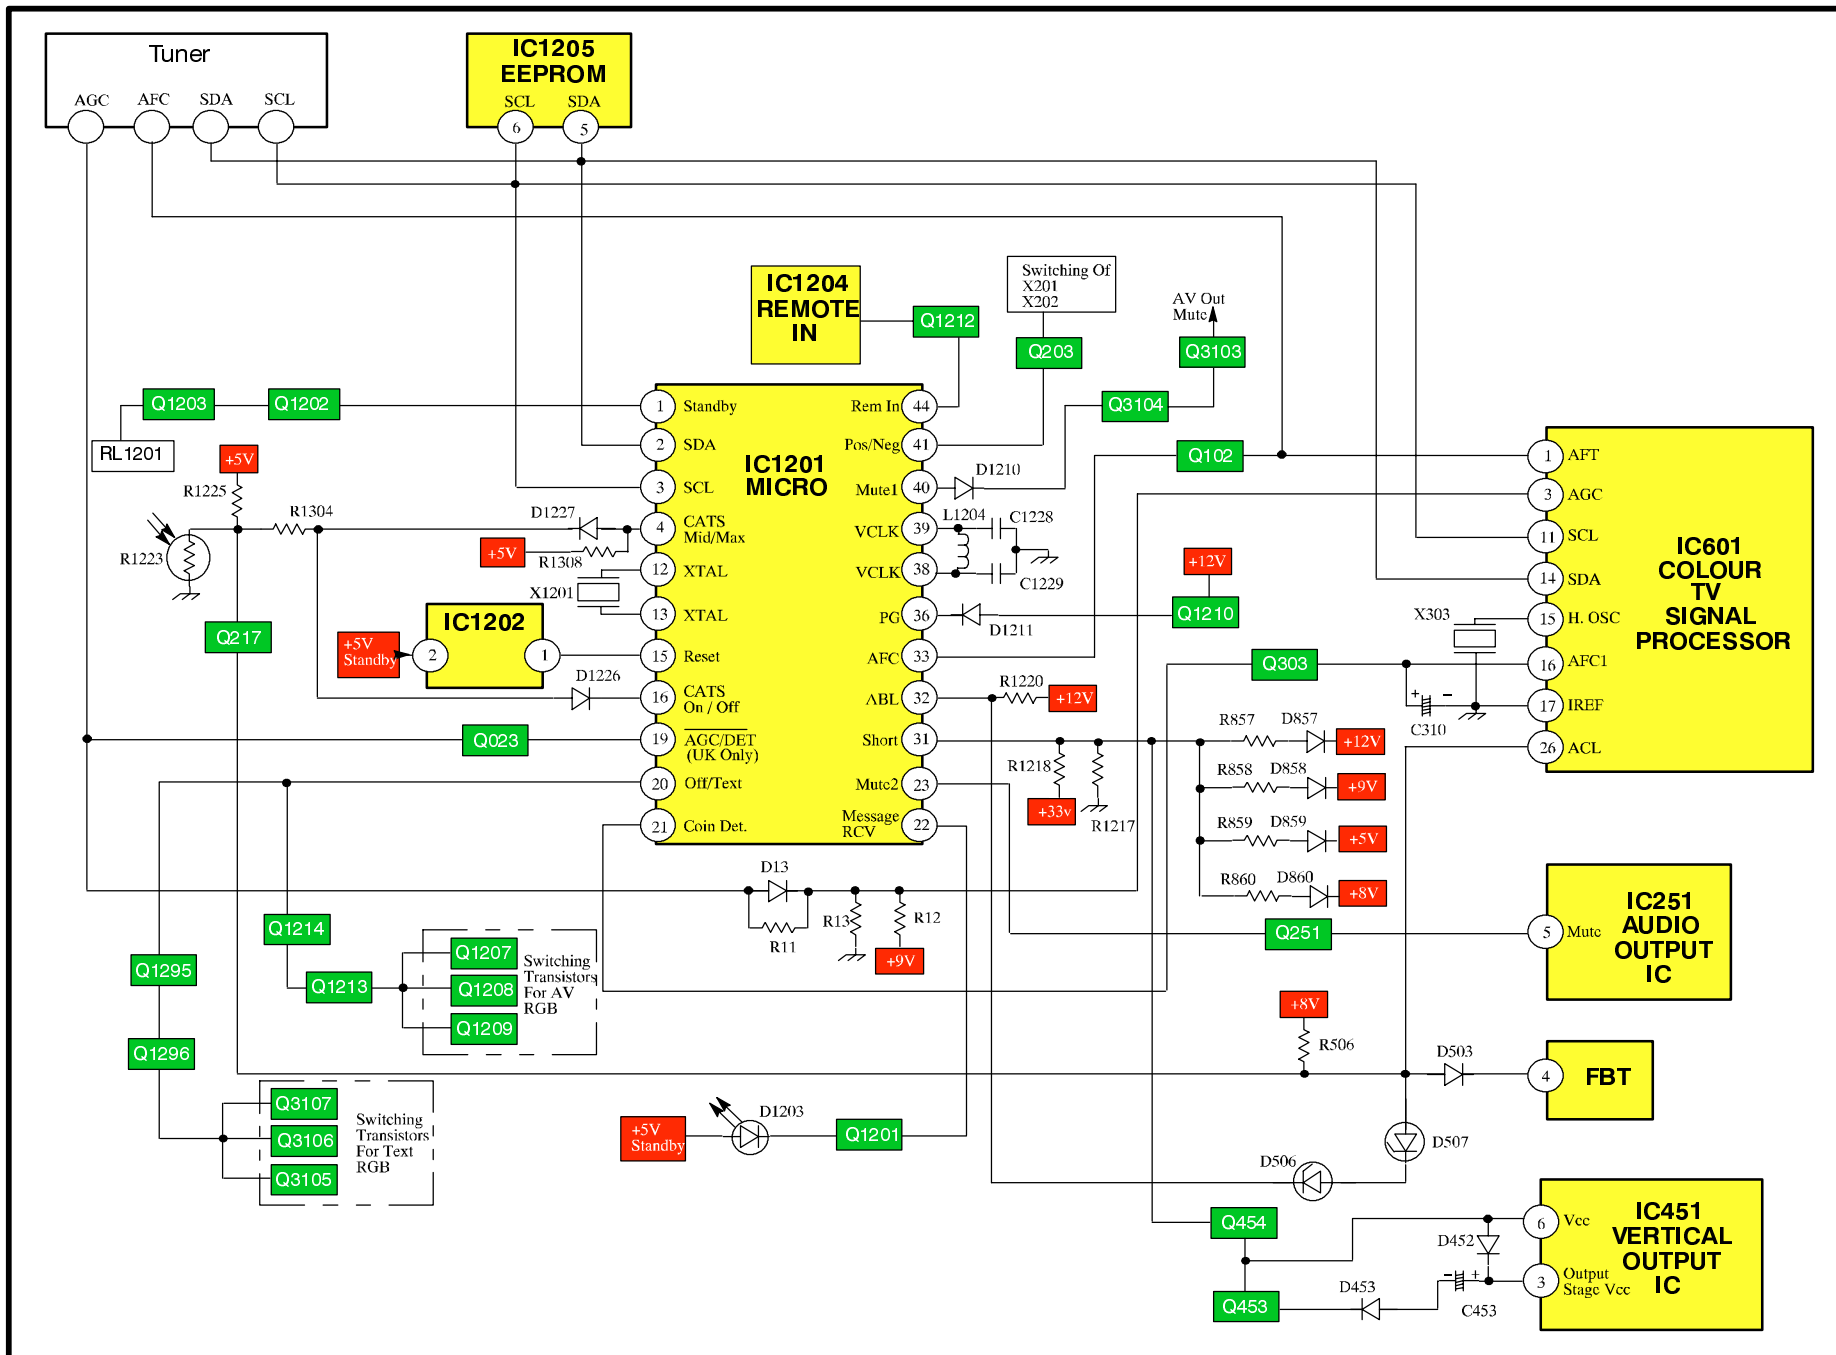 Tuner
AGC AFC SDA SCL
IC1205
EEPROM
SCL SDA
6 5
IC1204
REMOTE
IN
Q1212
Switching Of
X201
X202
Q203
AV Out
Mute
Q3103
Q3104
Q1203
Q1202
RL1201
+5V
R1225
R1304
R1223
Q217
D1227
+5V
R1308
X1201
IC1202
+5V
Standby
2
1
D1226
Q023
IC1201
MICRO
1 Standby
2 SDA
3 SCL
4 CATS
Mid/Max
12 XTAL
13 XTAL
15 Reset
16 CATS
On / Off
19 AGC/DET
(UK Only)
20 Off/Text
21 Coin Det.
Rem In 44
Pos/Neg 41
Mute1 40
VCLK 39
VCLK 38
PG 36
AFC 33
ABL 32
Short 31
Mute2 23
Message
RCV 22
D1210
L1204
C1228
C1229
D1211
+12V
Q1210
Q102
Q303
R1220
+12V
R1218
+33v
R1217
R857 D857 +12V
R858 D858 +9V
R859 D859 +5V
R860 D860 +8V
X303
C310
+ -
IC601
COLOUR
TV
SIGNAL
PROCESSOR
1 AFT
3 AGC
11 SCL
14 SDA
15 H. OSC
16 AFC1
17 IREF
26 ACL
D13
R11
R13
R12
+9V
Q251
IC251
AUDIO
OUTPUT
IC
5 Mute
Q1214
Q1295
Q1213
Q1296
Q1207
Q1208
Q1209
Switching
Transistors
For AV
RGB
Q3107
Q3106
Q3105
Switching
Transistors
For Text
RGB
+5V
Standby
D1203
Q1201
+8V
R506
D503
4
FBT
D507
D506
Q454
Q453
D452
D453
- +
C453
IC451
VERTICAL
OUTPUT
IC
6 Vcc
3 Output
Stage Vcc